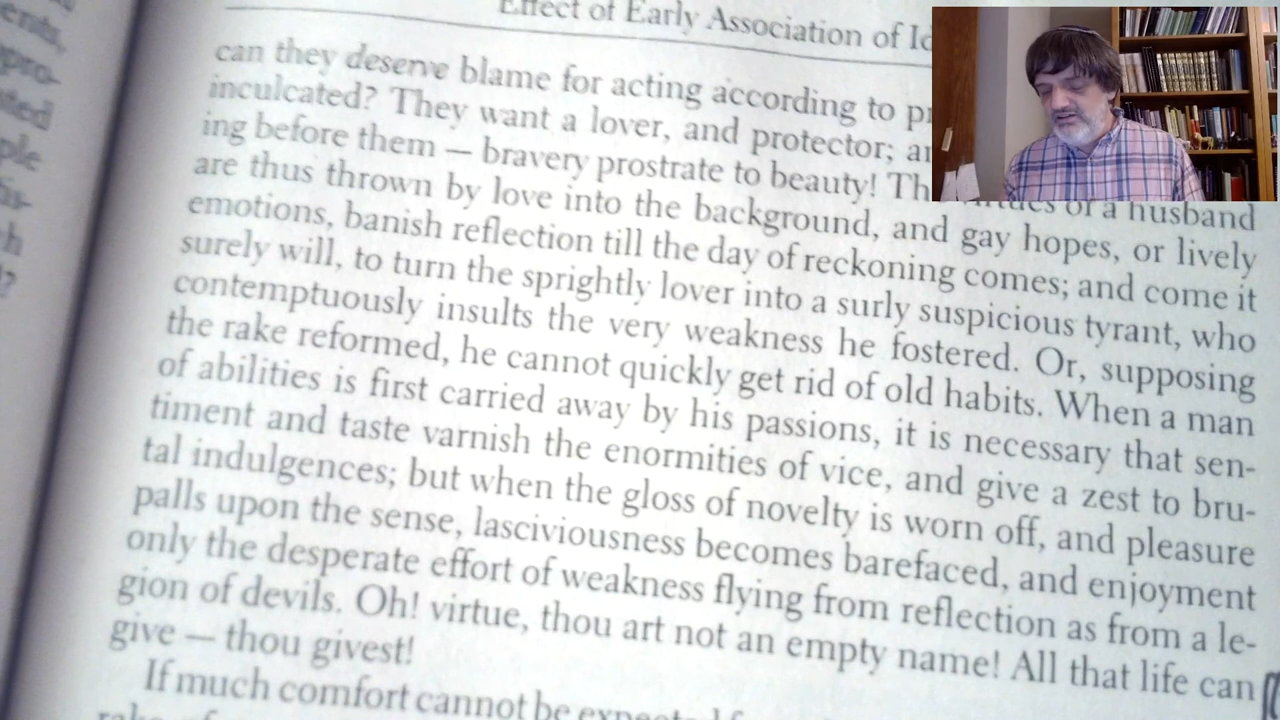 Effect of Early Association of
can they deserve blame for acting according to
inculcated? They want a lover, and protector;
ing before them — bravery prostrate to beauty! The virtues of a husband
are thus thrown by love into the background, and gay hopes, or lively
emotions, banish reflection till the day of reckoning comes; and come it
surely will, to turn the sprightly lover into a surly suspicious tyrant, who
contemptuously insults the very weakness he fostered. Or, supposing
the rake reformed, he cannot quickly get rid of old habits. When a man
of abilities is first carried away by his passions, it is necessary that sen-
timent and taste varnish the enormities of vice, and give a zest to bru-
tal indulgences; but when the gloss of novelty is worn off, and pleasure
palls upon the sense, lasciviousness becomes barefaced, and enjoyment
only the desperate effort of weakness flying from reflection as from a le-
gion of devils. Oh! virtue, thou art not an empty name! All that life can
give — thou givest!
If much comfort cannot be expected